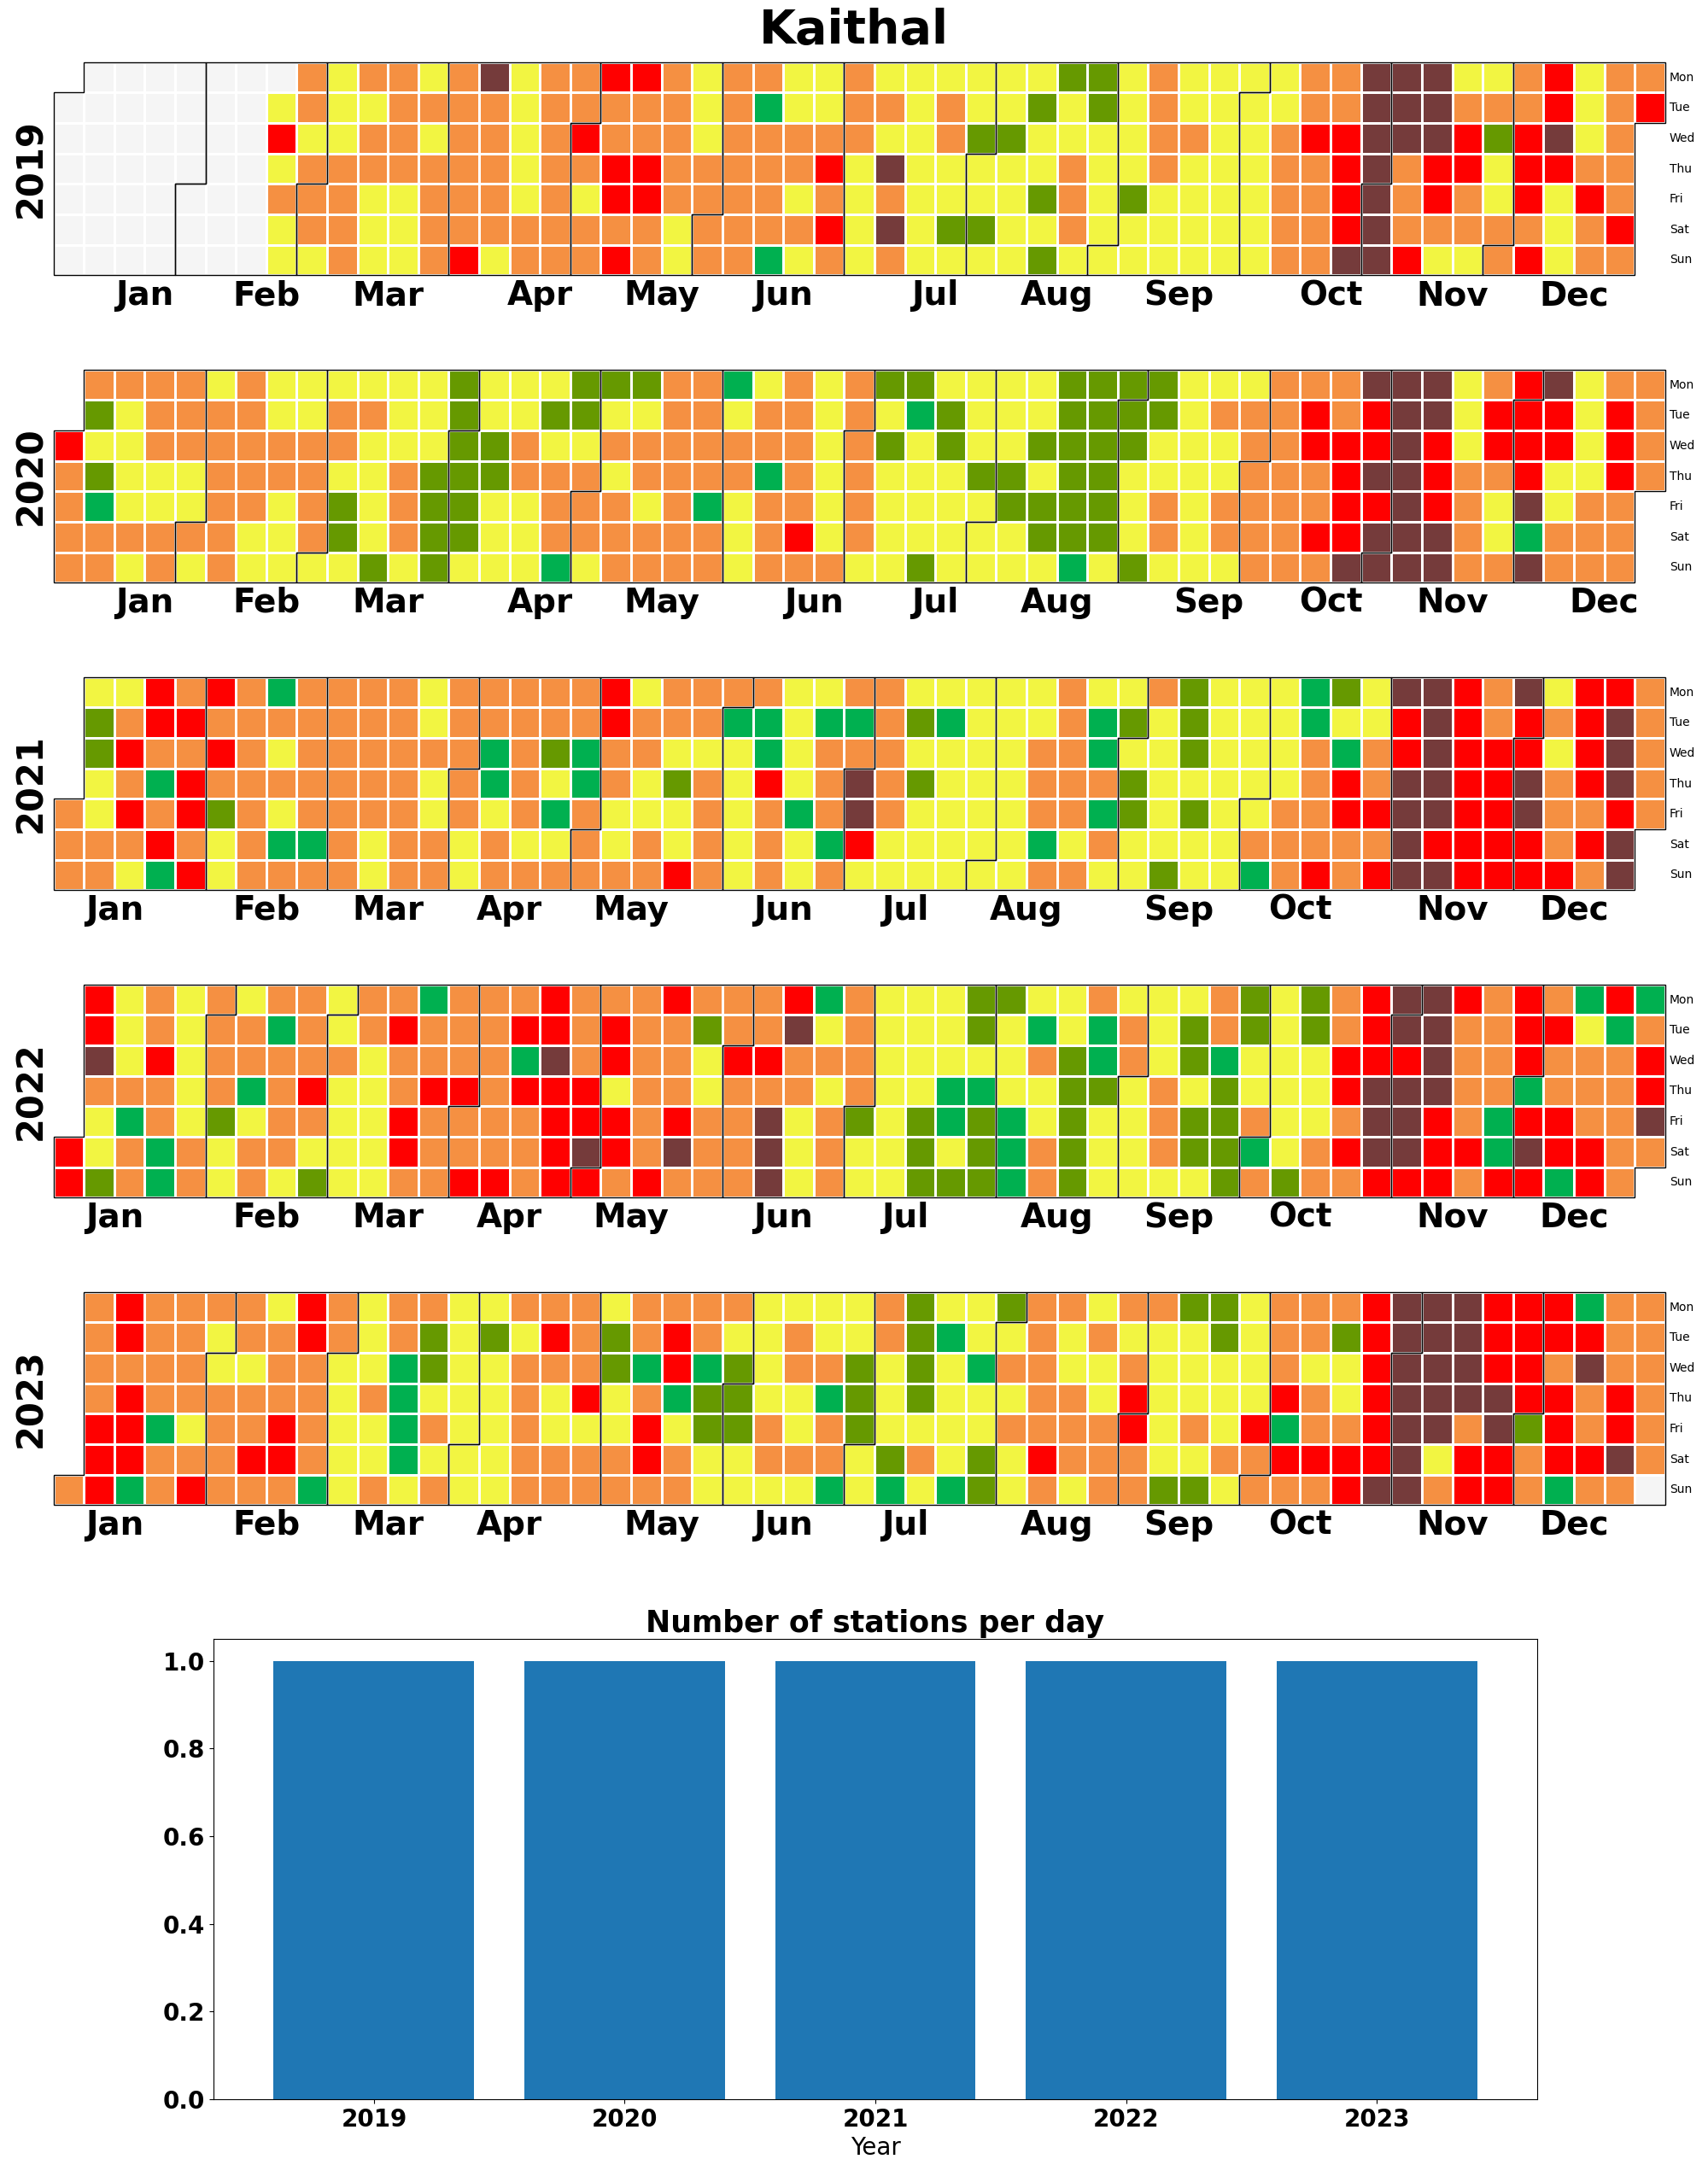 Kaithal
2019
Mon
Tue
Wed
Thu
Fri
Sat
Sun
Jan Feb Mar Apr May Jun Jul Aug Sep Oct Nov Dec
2020
Mon
Tue
Wed
Thu
Fri
Sat
Sun
Jan Feb Mar Apr May Jun Jul Aug Sep Oct Nov Dec
2021
Mon
Tue
Wed
Thu
Fri
Sat
Sun
Jan Feb Mar Apr May Jun Jul Aug Sep Oct Nov Dec
2022
Mon
Tue
Wed
Thu
Fri
Sat
Sun
Jan Feb Mar Apr May Jun Jul Aug Sep Oct Nov Dec
2023
Mon
Tue
Wed
Thu
Fri
Sat
Sun
Jan Feb Mar Apr May Jun Jul Aug Sep Oct Nov Dec
Number of stations per day
1.0
0.8
0.6
0.4
0.2
0.0
2019 2020 2021 2022 2023
Year